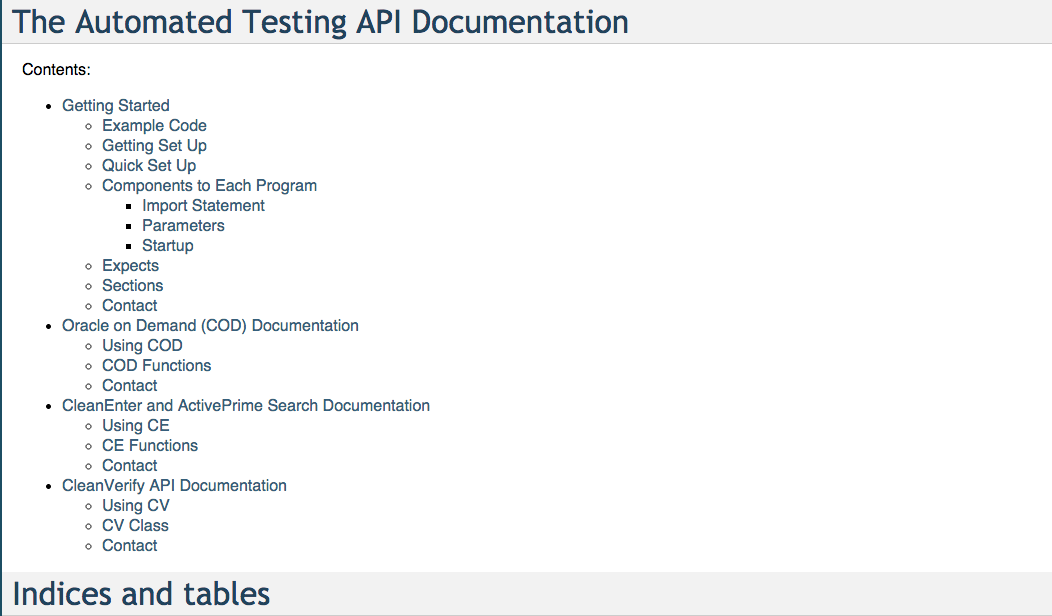 The Automated Testing API Documentation
Contents:
Getting Started
Example Code
Getting Set Up
Quick Set Up
Components to Each Program
Import Statement
Parameters
Startup
Expects
Sections
Contact
Oracle on Demand (COD) Documentation
Using COD
COD Functions
Contact
CleanEnter and ActivePrime Search Documentation
Using CE
CE Functions
Contact
CleanVerify API Documentation
Using CV
CV Class
Contact
Indices and tables